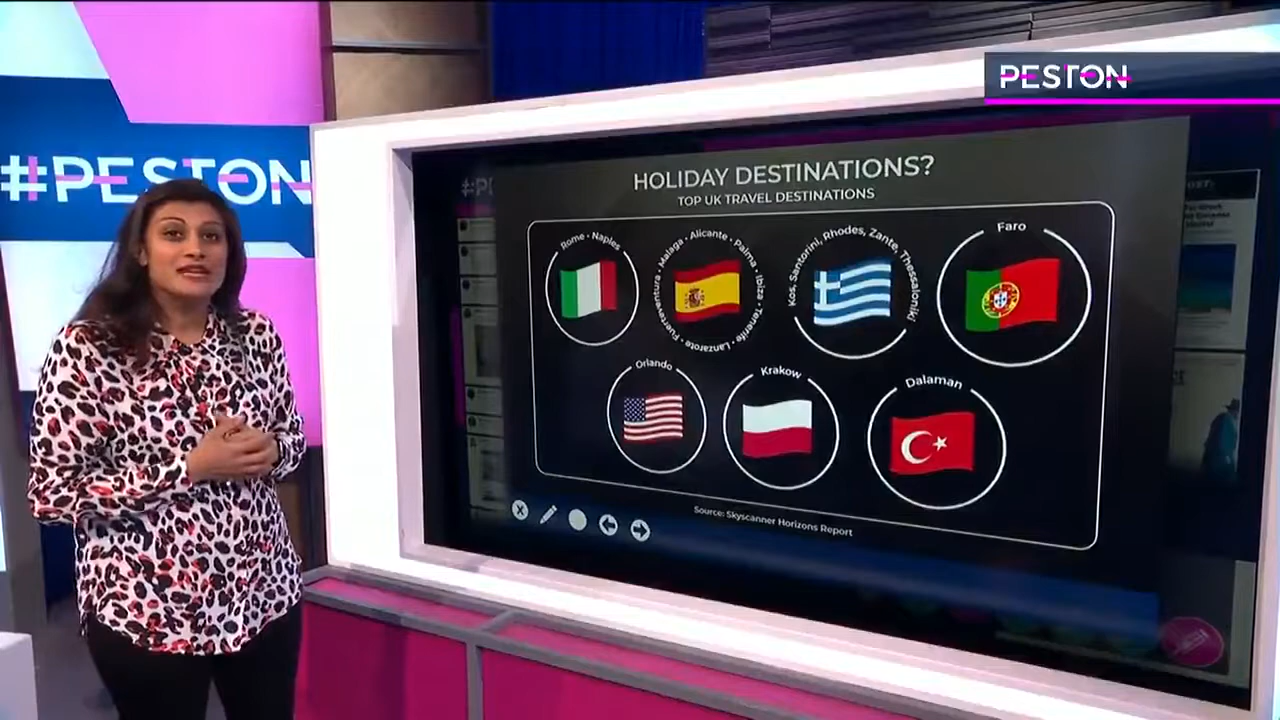 PESTON
#PESTON
HOLIDAY DESTINATIONS?
TOP UK TRAVEL DESTINATIONS
Rome • Naples
Malaga • Alicante • Palma • Ibiza • Tenerife • Lanzarote • Fuerteventura •
Kos, Santorini, Rhodes, Zante, Thessaloniki
Faro
Orlando
Krakow
Dalaman
Source: Skyscanner Horizons Report